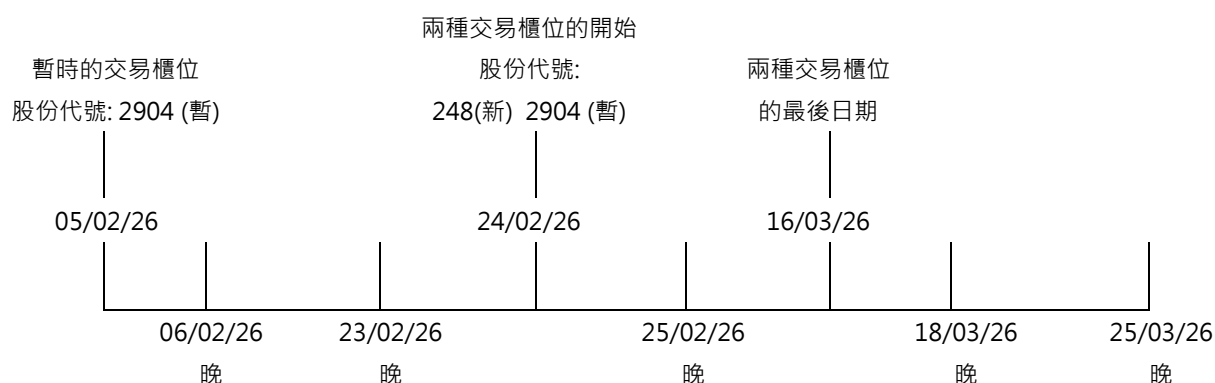 兩種交易櫃位的開始
暫時的交易櫃位
股份代號:
兩種交易櫃位
股份代號: 2904 (暫)
248(新) 2904 (暫)
的最後日期
05/02/26
24/02/26
16/03/26
06/02/26
23/02/26
25/02/26
18/03/26
25/03/26
晚
晚
晚
晚
晚